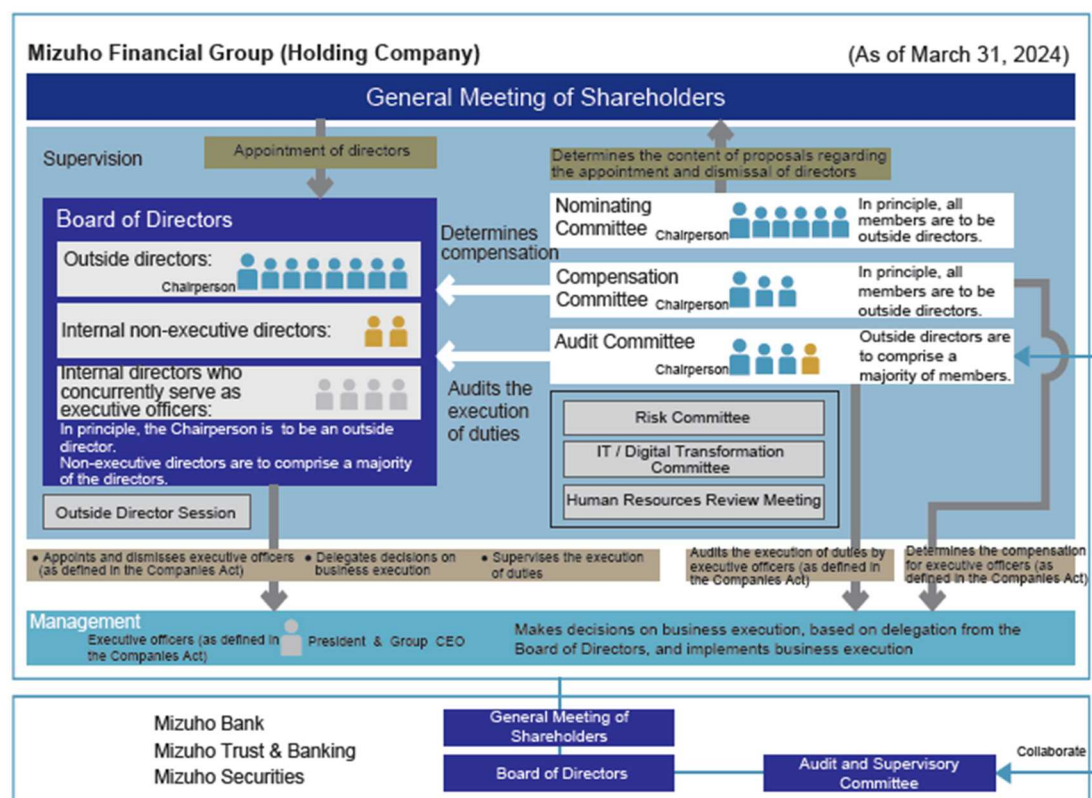 Mizuho Financial Group (Holding Company)
(As of March 31, 2024)
General Meeting of Shareholders
Supervision
Appointment of directors
Determines the content of proposals regarding
the appointment and dismissal of directors
Board of Directors
Outside directors:
Chairperson
Internal non-executive directors:
Internal directors who
concurrently serve as
executive officers:
In principle, the Chairperson is to be an outside
director.
Non-executive directors are to comprise a majority
of the directors.
Outside Director Session
Determines
compensation
Audits the
execution
of duties
Nominating
Committee
Chairperson
In principle, all
members are to be
outside directors.
Compensation
Committee
Chairperson
In principle, all
members are to be
outside directors.
Audit Committee
Chairperson
Outside directors are
to comprise a
majority of members.
Risk Committee
IT / Digital Transformation
Committee
Human Resources Review Meeting
● Appoints and dismisses executive officers
(as defined in the Companies Act)
● Delegates decisions on
business execution
● Supervises the execution
of duties
Audits the execution of duties by
executive officers (as defined in
the Companies Act)
Determines the compensation
for executive officers (as
defined in the Companies Act)
Management
Executive officers (as defined in
the Companies Act)
President & Group CEO
Makes decisions on business execution, based on delegation from the
Board of Directors, and implements business execution
Mizuho Bank
Mizuho Trust & Banking
Mizuho Securities
General Meeting of
Shareholders
Board of Directors
Audit and Supervisory
Committee
Collaborate